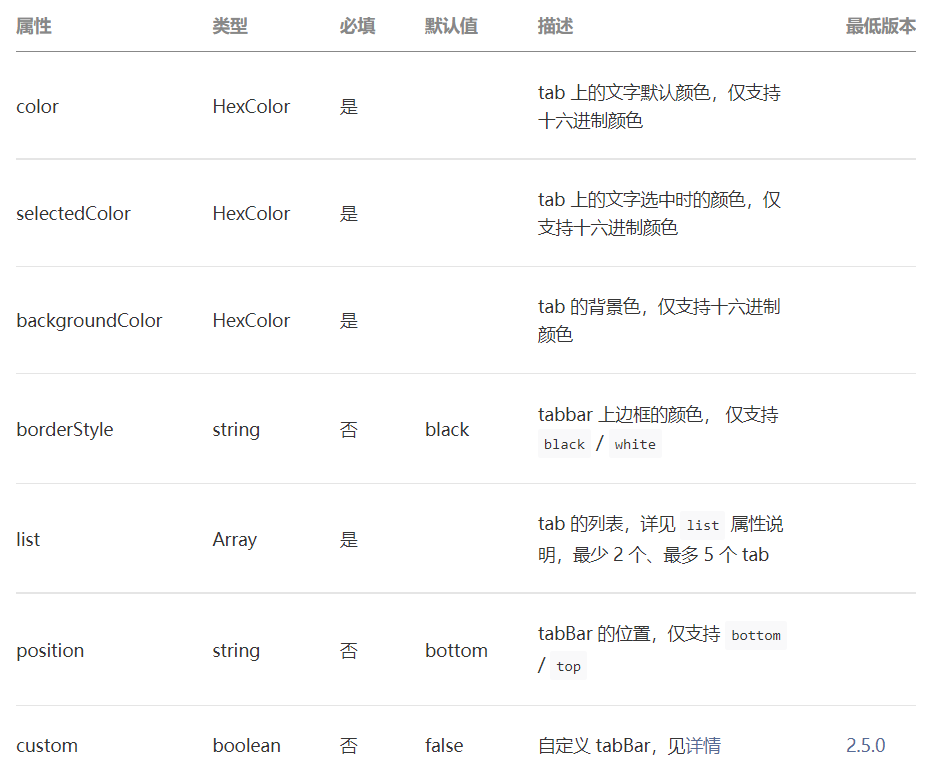 属性 类型 必填 默认值 描述 最低版本
color HexColor 是 tab 上的文字默认颜色，仅支持
十六进制颜色
selectedColor HexColor 是 tab 上的文字选中时的颜色，仅
支持十六进制颜色
backgroundColor HexColor 是 tab 的背景色，仅支持十六进制
颜色
borderStyle string 否 black tabbar 上边框的颜色， 仅支持
black / white
list Array 是 tab 的列表，详见 list 属性说
明，最少 2 个、最多 5 个 tab
position string 否 bottom tabBar 的位置，仅支持 bottom
/ top
custom boolean 否 false 自定义 tabBar，见详情 2.5.0